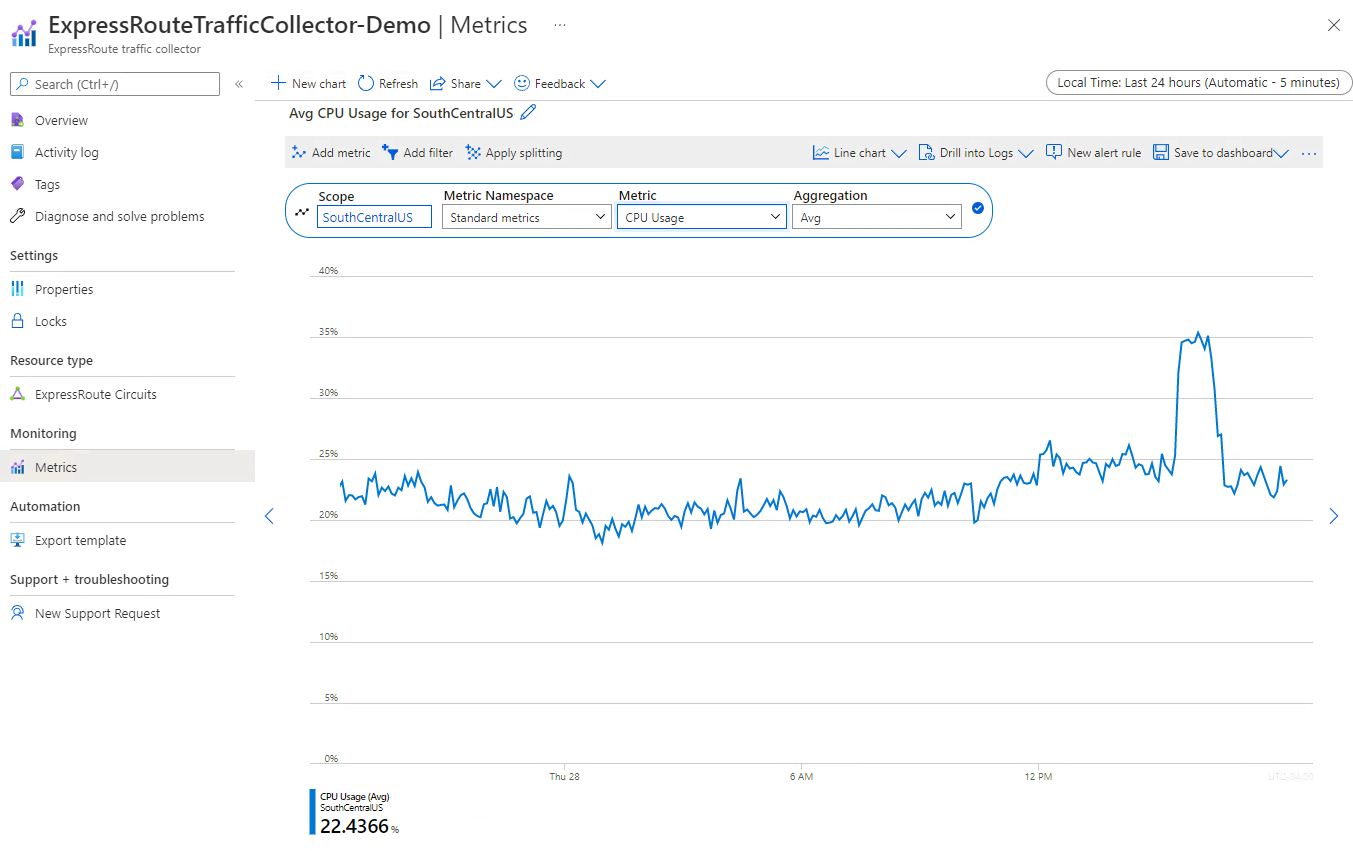 ExpressRouteTrafficCollector-Demo | Metrics ...
ExpressRoute traffic collector
Search (Ctrl+/)
«
Overview
Activity log
Tags
Diagnose and solve problems
Settings
Properties
Locks
Resource type
ExpressRoute Circuits
Monitoring
Metrics
Automation
Export template
Support + troubleshooting
New Support Request
New chart Refresh Share Feedback
Local Time: Last 24 hours (Automatic - 5 minutes)
Avg CPU Usage for SouthCentralUS
Add metric Add filter Apply splitting Line chart Drill into Logs New alert rule Save to dashboard ...
Scope Metric Namespace Metric Aggregation
SouthCentralUS Standard metrics CPU Usage Avg
40%
35%
30%
25%
20%
15%
10%
5%
0%
Thu 28 6 AM 12 PM
CPU Usage (Avg)
SouthCentralUS
22.4366 %